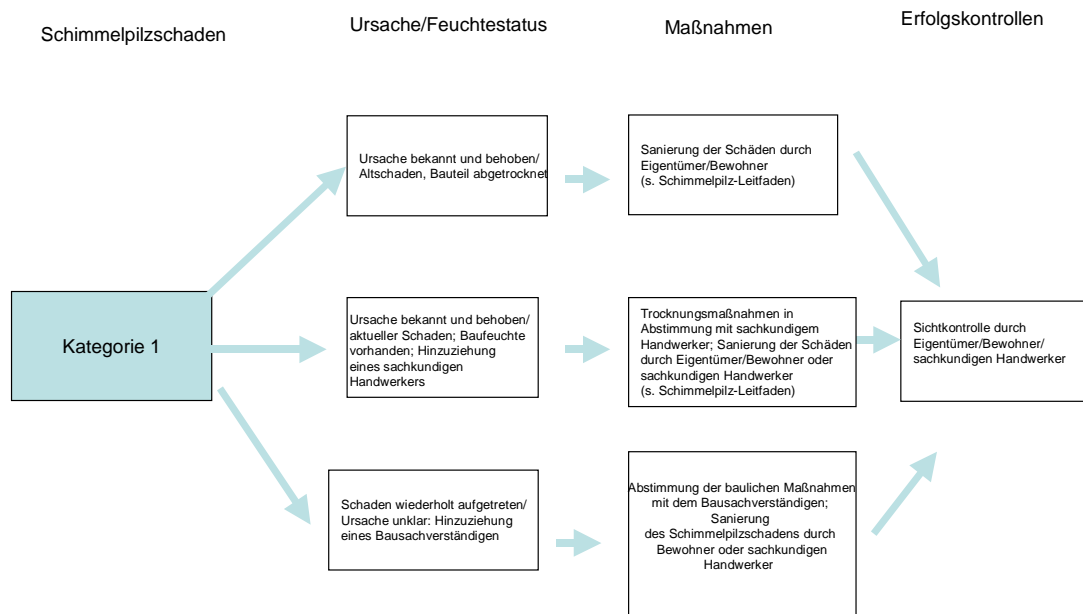 Schimmelpilzschaden
Ursache/Feuchtestatus
Maßnahmen
Erfolgskontrollen
Kategorie 1
Ursache bekannt und behoben/
Altschaden, Bauteil abgetrocknet
Sanierung der Schäden durch
Eigentümer/Bewohner
(s. Schimmelpilz-Leitfaden)
Ursache bekannt und behoben/
aktueller Schaden; Baufeuchte
vorhanden; Hinzuziehung
eines sachkundigen
Handwerkers
Trocknungsmaßnahmen in
Abstimmung mit sachkundigem
Handwerker; Sanierung der Schäden
durch Eigentümer/Bewohner oder
sachkundigen Handwerker
(s. Schimmelpilz-Leitfaden)
Sichtkontrolle durch
Eigentümer/Bewohner/
sachkundigen Handwerker
Schaden wiederholt aufgetreten/
Ursache unklar: Hinzuziehung
eines Bausachverständigen
Abstimmung der baulichen Maßnahmen
mit dem Bausachverständigen;
Sanierung
des Schimmelpilzschadens durch
Bewohner oder sachkundigen
Handwerker